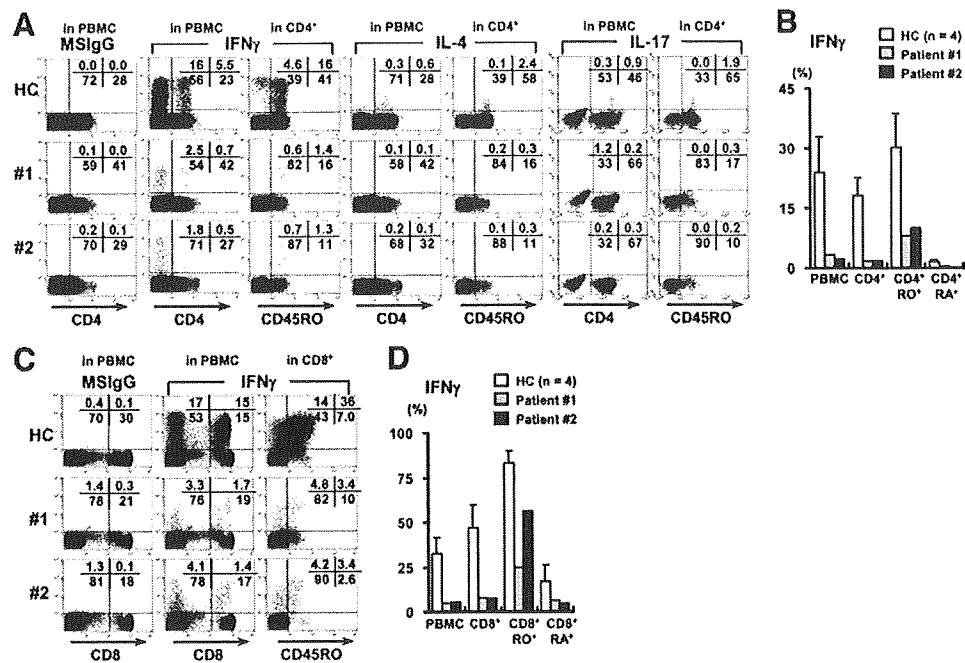 A
in PBMC
MSIgG
in PBMC in CD4⁺
IFNγ
in PBMC in CD4⁺
IL-4
in PBMC in CD4⁺
IL-17
HC
0.0 0.0
72 28
16 5.5
56 23
4.6 16
39 41
0.3 0.6
71 28
0.1 2.4
39 58
0.3 0.9
53 46
0.0 1.9
33 65
#1
0.1 0.0
59 41
2.5 0.7
54 42
0.6 1.4
82 16
0.1 0.1
58 42
0.2 0.3
84 16
1.2 0.2
33 66
0.0 0.3
83 17
#2
0.2 0.1
70 29
1.8 0.5
71 27
0.7 1.3
87 11
0.2 0.1
68 32
0.1 0.3
88 11
0.2 0.3
32 67
0.0 0.2
90 10
CD4 CD4 CD45RO CD4 CD45RO CD4 CD45RO
B
IFNγ
HC (n = 4)
Patient #1
Patient #2
(%)
45
30
15
0
PBMC CD4⁺ CD4⁺ CD4⁺
RO⁺ RA⁺
C
in PBMC
MSIgG
in PBMC in CD8⁺
IFNγ
HC
0.4 0.1
70 30
17 15
53 15
14 36
43 7.0
#1
1.4 0.3
78 21
3.3 1.7
76 19
4.8 3.4
82 10
#2
1.3 0.1
81 18
4.1 1.4
78 17
4.2 3.4
90 2.6
CD8 CD8 CD45RO
D
IFNγ
HC (n = 4)
Patient #1
Patient #2
(%)
100
75
50
25
0
PBMC CD8⁺ CD8⁺ CD8⁺
RO⁺ RA⁺